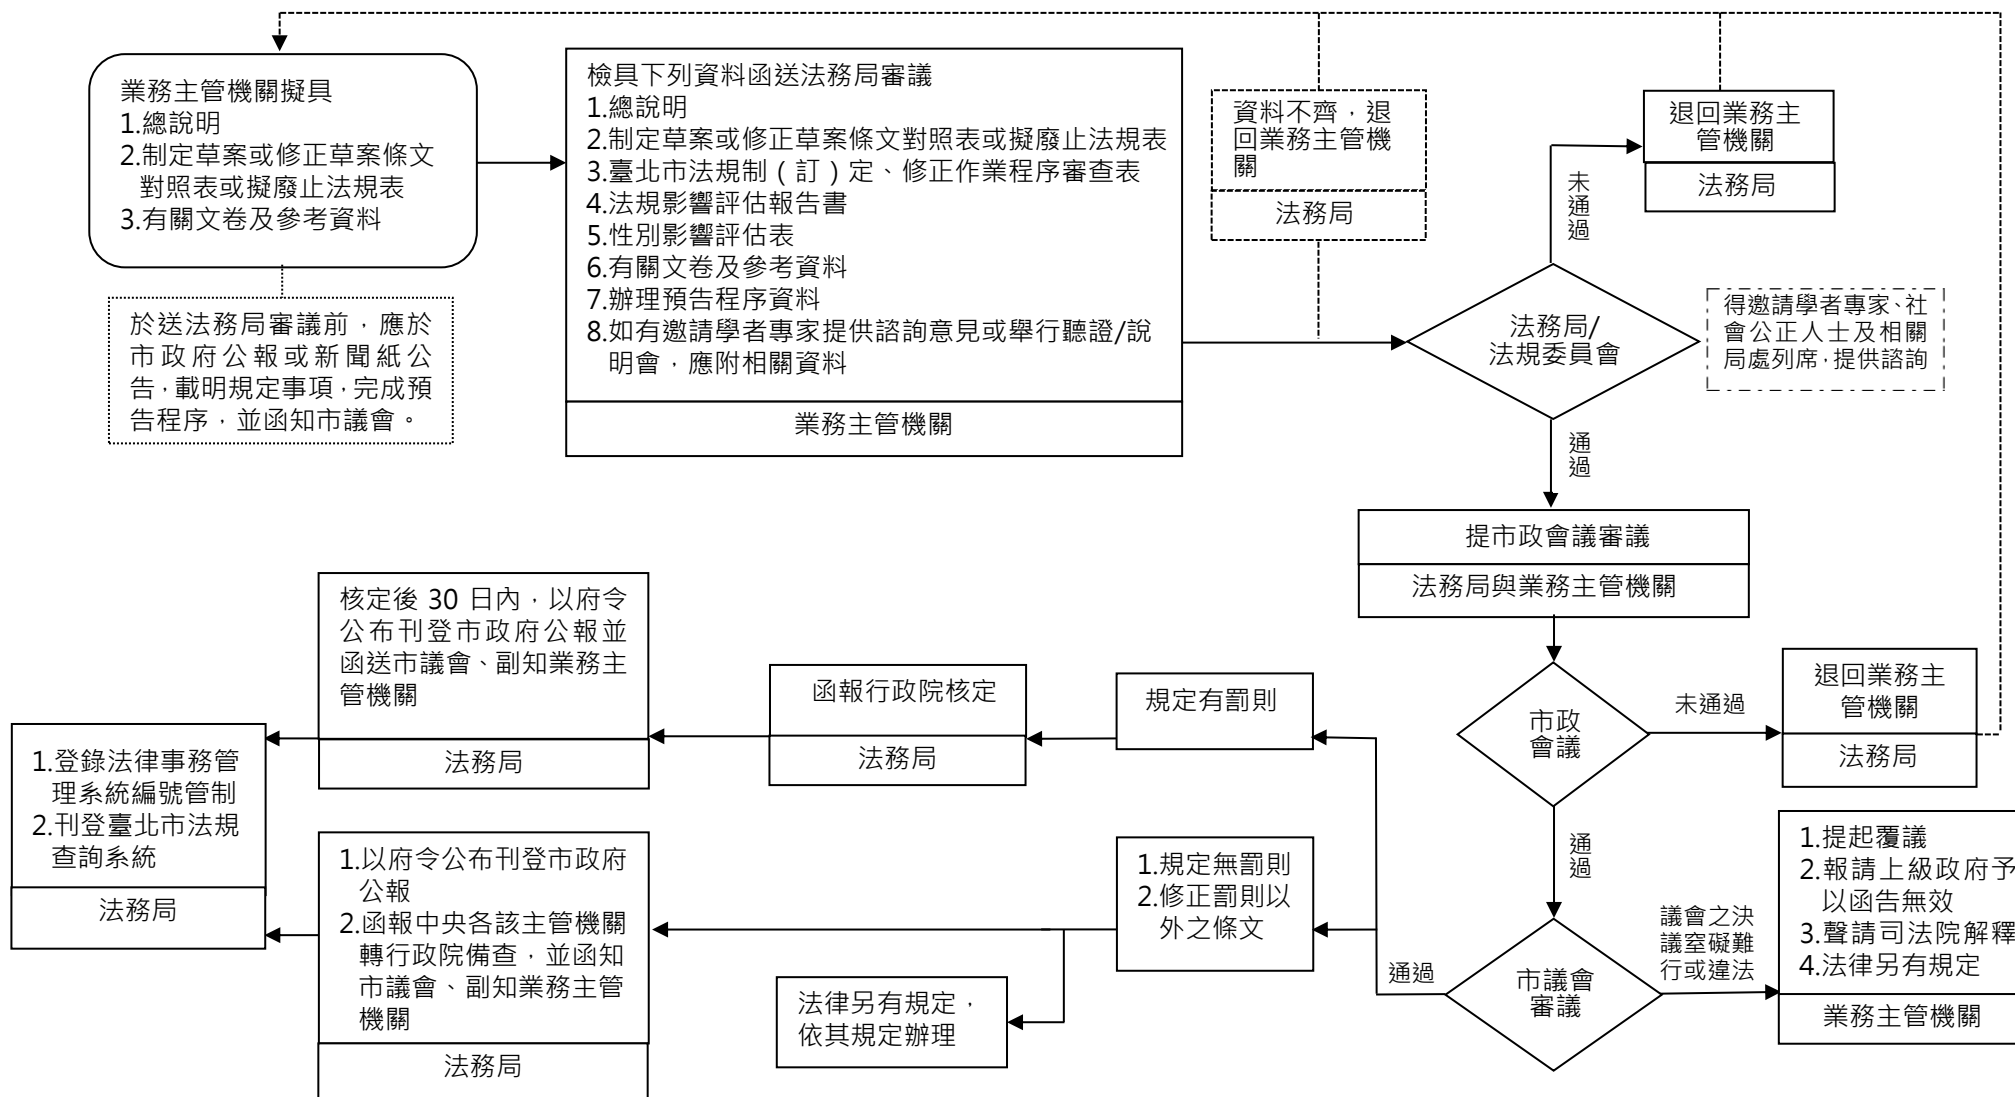 業務主管機關擬具
1.總說明
2.制定草案或修正草案條文
對照表或擬廢止法規表
3.有關文卷及參考資料
於送法務局審議前，應於
市政府公報或新聞紙公
告，載明規定事項，完成預
告程序，並函知市議會。
檢具下列資料函送法務局審議
1.總說明
2.制定草案或修正草案條文對照表或擬廢止法規表
3.臺北市法規制（訂）定、修正作業程序審查表
4.法規影響評估報告書
5.性別影響評估表
6.有關文卷及參考資料
7.辦理預告程序資料
8.如有邀請學者專家提供諮詢意見或舉行聽證/說
明會，應附相關資料
業務主管機關
資料不齊，退
回業務主管機
關
法務局
退回業務主
管機關
法務局
未通過
法務局/
法規委員會
得邀請學者專家、社
會公正人士及相關
局處列席，提供諮詢
通過
提市政會議審議
法務局與業務主管機關
市政
會議
未通過
退回業務主
管機關
法務局
通過
市議會
審議
議會之決
議窒礙難
行或違法
1.提起覆議
2.報請上級政府予
以函告無效
3.聲請司法院解釋
4.法律另有規定
業務主管機關
通過
規定有罰則
函報行政院核定
法務局
核定後 30 日內，以府令
公布刊登市政府公報並
函送市議會、副知業務主
管機關
法務局
1.規定無罰則
2.修正罰則以
外之條文
法律另有規定，
依其規定辦理
1.以府令公布刊登市政府
公報
2.函報中央各該主管機關
轉行政院備查，並函知
市議會、副知業務主管
機關
法務局
1.登錄法律事務管
理系統編號管制
2.刊登臺北市法規
查詢系統
法務局